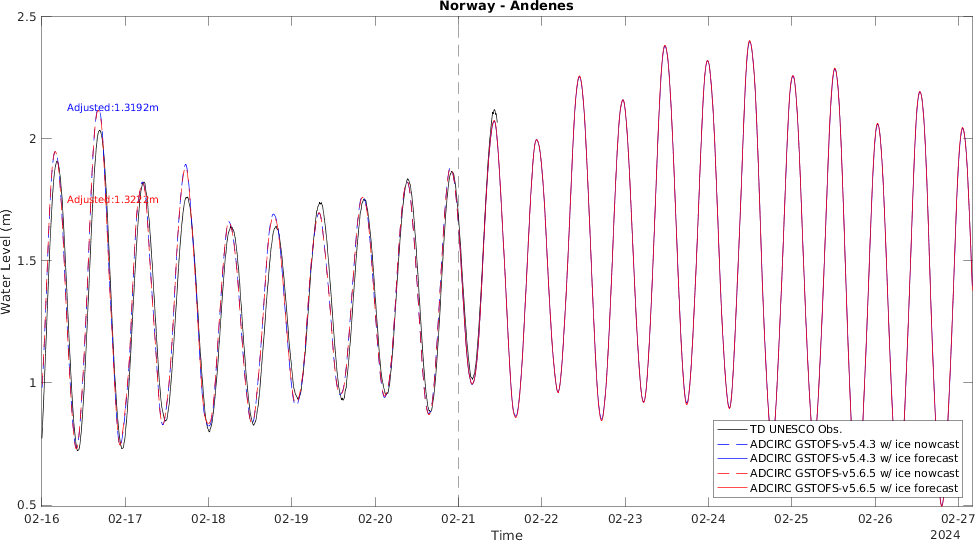 Norway - Andenes
2.5
2
1.5
1
0.5
Water Level (m)
Adjusted:1.3192m
Adjusted:1.3222m
TD UNESCO Obs.
ADCIRC GSTOFS-v5.4.3 w/ ice nowcast
ADCIRC GSTOFS-v5.4.3 w/ ice forecast
ADCIRC GSTOFS-v5.6.5 w/ ice nowcast
ADCIRC GSTOFS-v5.6.5 w/ ice forecast
02-16 02-17 02-18 02-19 02-20 02-21 02-22 02-23 02-24 02-25 02-26 02-27
Time
2024